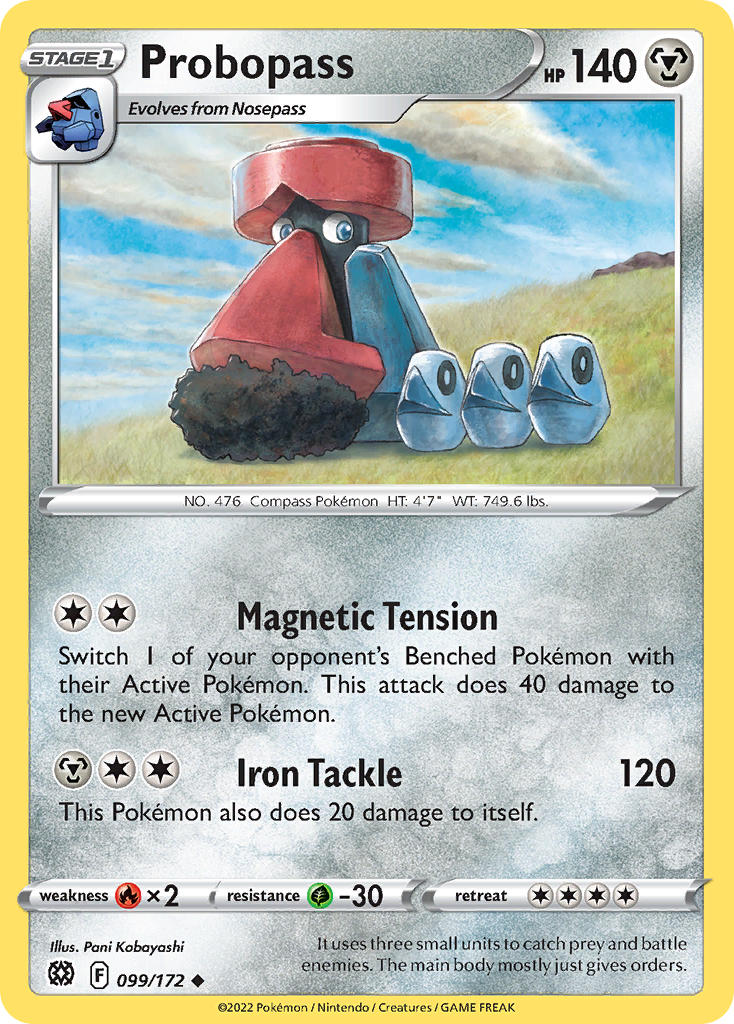 STAGE1
Probopass
HP 140
Evolves from Nosepass
NO. 476 Compass Pokémon HT: 4'7" WT: 749.6 lbs.
Magnetic Tension
Switch 1 of your opponent's Benched Pokémon with
their Active Pokémon. This attack does 40 damage to
the new Active Pokémon.
Iron Tackle 120
This Pokémon also does 20 damage to itself.
weakness ×2 resistance -30 retreat
Illus. Pani Kobayashi
It uses three small units to catch prey and battle
enemies. The main body mostly just gives orders.
F 099/172
©2022 Pokémon / Nintendo / Creatures / GAME FREAK